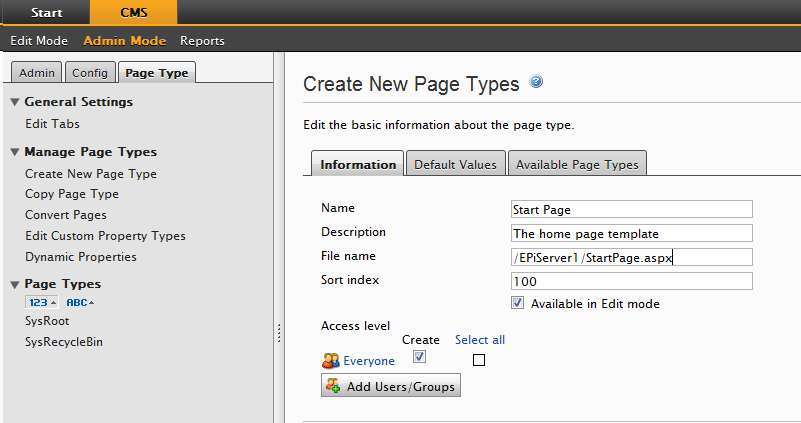 Start CMS
Edit Mode Admin Mode Reports
Admin Config Page Type
General Settings
Edit Tabs
Manage Page Types
Create New Page Type
Copy Page Type
Convert Pages
Edit Custom Property Types
Dynamic Properties
Page Types
123 ABC
SysRoot
SysRecycleBin
Create New Page Types ?
Edit the basic information about the page type.
Information Default Values Available Page Types
Name Start Page
Description The home page template
File name /EPiServer1/StartPage.aspx
Sort index 100
Available in Edit mode
Access level
Create Select all
Everyone
Add Users/Groups